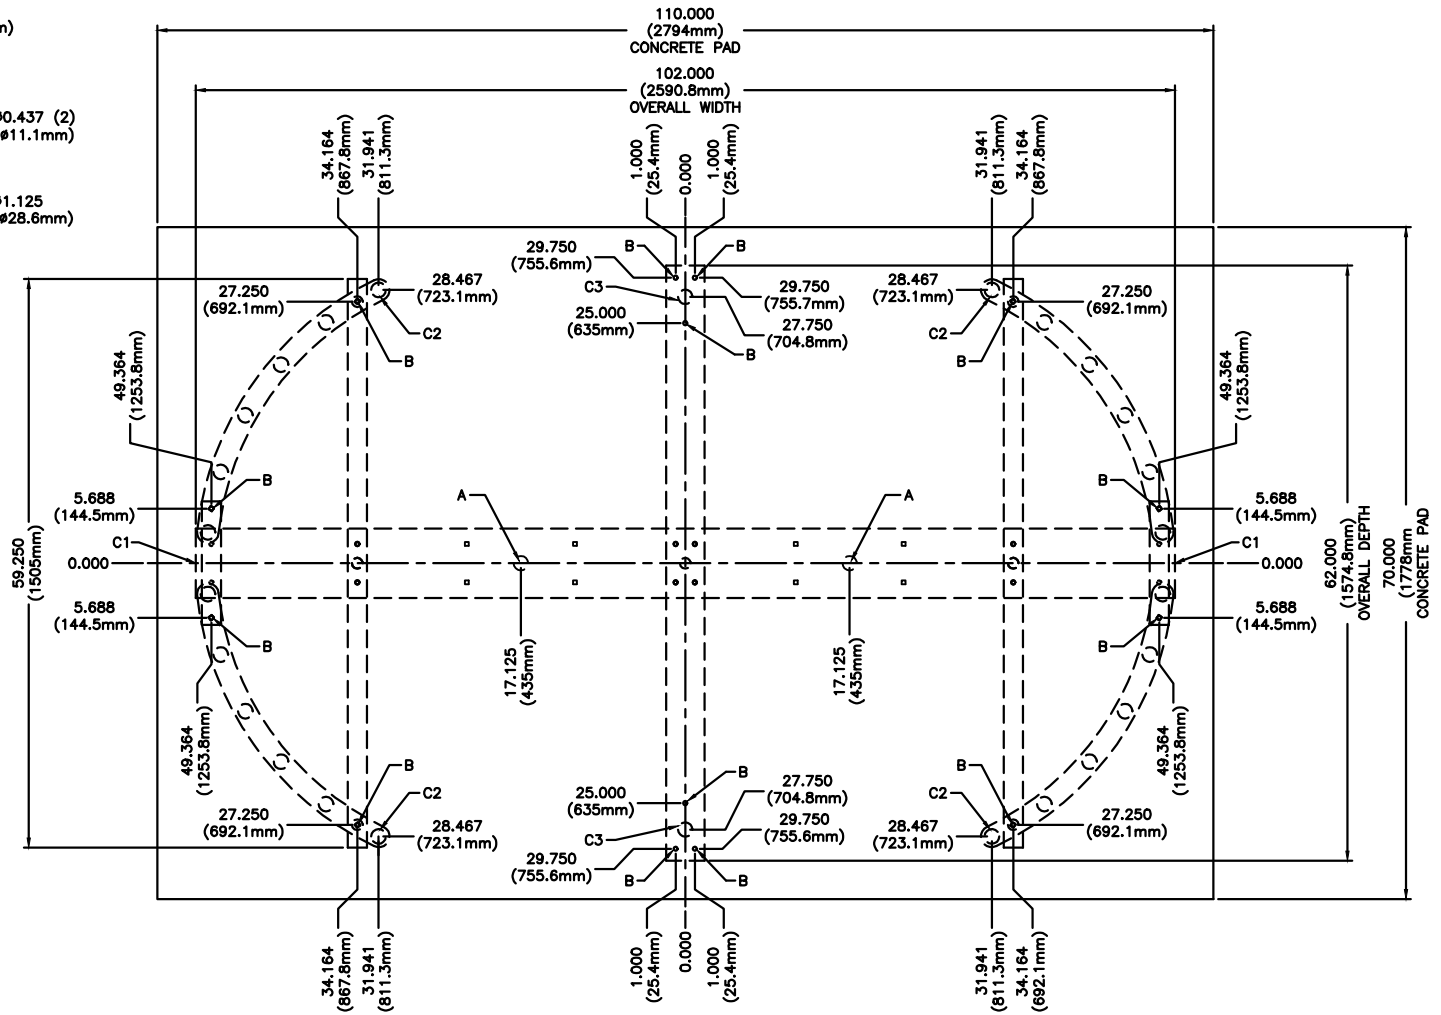 m)
0.437 (2)
ø11.1mm)
1.125
ø28.6mm)
110.000
(2794mm)
CONCRETE PAD
102.000
(2590.8mm)
OVERALL WIDTH
34.164
(867.8mm)
31.941
(811.3mm)
1.000
(25.4mm)
0.000
1.000
(25.4mm)
31.941
(811.3mm)
34.164
(867.8mm)
29.750
(755.6mm)
B
B
27.250
(692.1mm)
28.467
(723.1mm)
C3
29.750
(755.7mm)
28.467
(723.1mm)
27.250
(692.1mm)
25.000
(635mm)
27.750
(704.8mm)
C2
B
B
C2
B
49.364
(1253.8mm)
49.364
(1253.8mm)
B
B
5.688
(144.5mm)
A
A
5.688
(144.5mm)
C1
0.000
C1
0.000
59.250
(1505mm)
62.000
(1574.8mm)
OVERALL DEPTH
70.000
(1778mm
CONCRETE PAD
5.688
(144.5mm)
B
B
5.688
(144.5mm)
17.125
(435mm)
17.125
(435mm)
49.364
(1253.8mm)
49.364
(1253.8mm)
B
B
B
25.000
(635mm)
27.750
(704.8mm)
C2
C2
27.250
(692.1mm)
28.467
(723.1mm)
C3
29.750
(755.6mm)
28.467
(723.1mm)
27.250
(692.1mm)
29.750
(755.6mm)
B
B
34.164
(867.8mm)
31.941
(811.3mm)
1.000
(25.4mm)
0.000
1.000
(25.4mm)
31.941
(811.3mm)
34.164
(692.1mm)